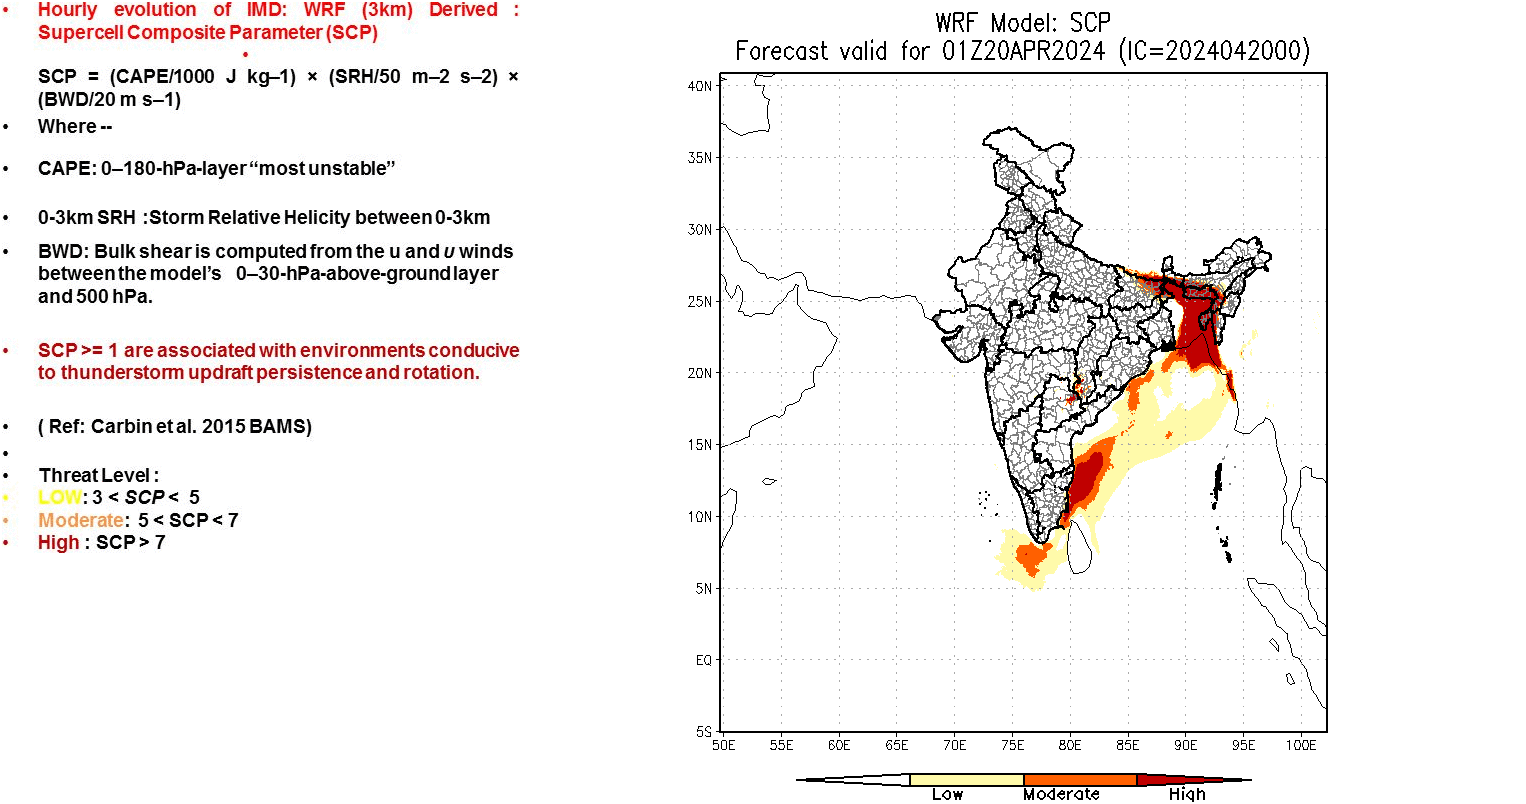 • Hourly evolution of IMD: WRF (3km) Derived :
Supercell Composite Parameter (SCP)
•
SCP = (CAPE/1000 J kg–1) × (SRH/50 m–2 s–2) ×
(BWD/20 m s–1)
• Where --
• CAPE: 0–180-hPa-layer “most unstable”
• 0-3km SRH :Storm Relative Helicity between 0-3km
• BWD: Bulk shear is computed from the u and υ winds
between the model’s 0–30-hPa-above-ground layer
and 500 hPa.
• SCP >= 1 are associated with environments conducive
to thunderstorm updraft persistence and rotation.
• ( Ref: Carbin et al. 2015 BAMS)
•
• Threat Level :
• LOW: 3 < SCP < 5
• Moderate: 5 < SCP < 7
• High : SCP > 7
WRF Model: SCP
Forecast valid for 01Z20APR2024 (IC=2024042000)
40N
35N
30N
25N
20N
15N
10N
5N
EQ
5S
50E 55E 60E 65E 70E 75E 80E 85E 90E 95E 100E
Low Moderate High